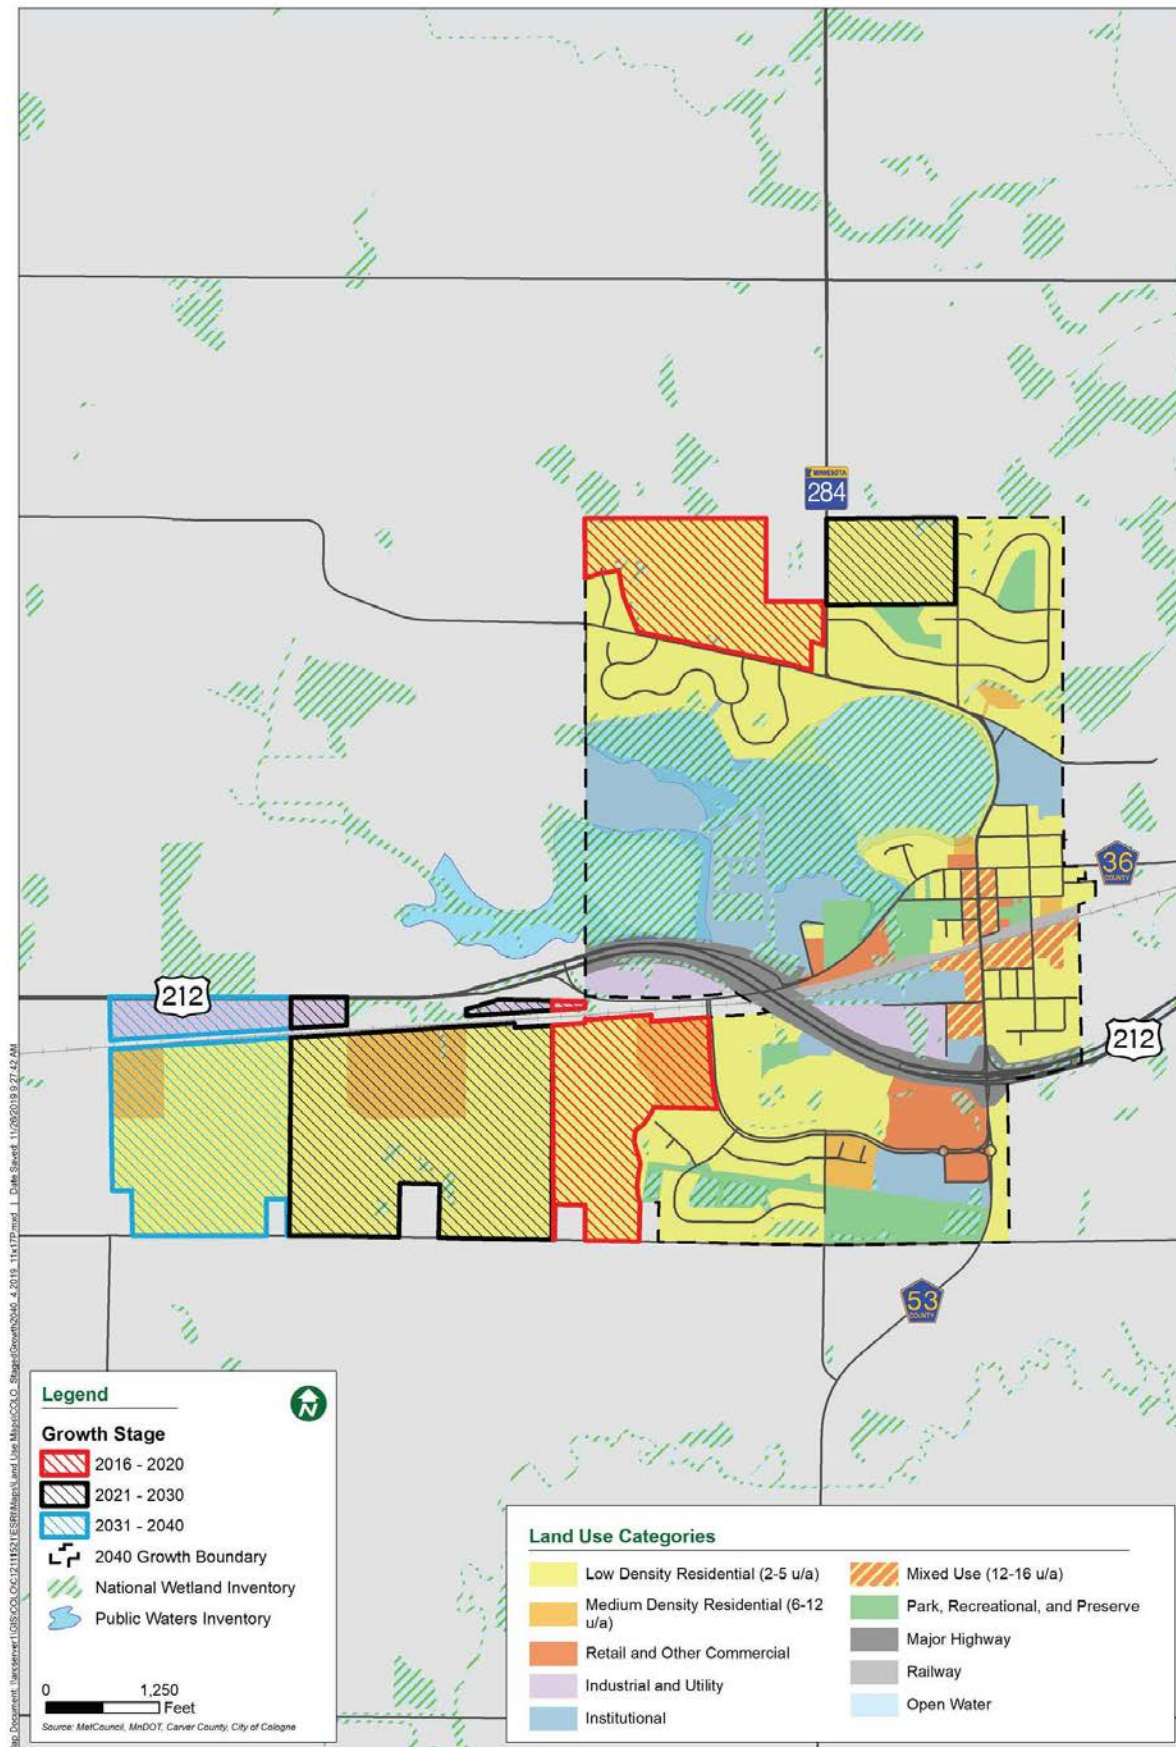 MINNESOTA
284
36
COUNTY
212
212
53
COUNTY
Legend
N
Growth Stage
2016 - 2020
2021 - 2030
2031 - 2040
2040 Growth Boundary
National Wetland Inventory
Public Waters Inventory
0 1,250
Feet
Source: MetCouncil, MnDOT, Carver County, City of Cologne
Land Use Categories
Low Density Residential (2-5 u/a)
Medium Density Residential (6-12
u/a)
Retail and Other Commercial
Industrial and Utility
Institutional
Mixed Use (12-16 u/a)
Park, Recreational, and Preserve
Major Highway
Railway
Open Water